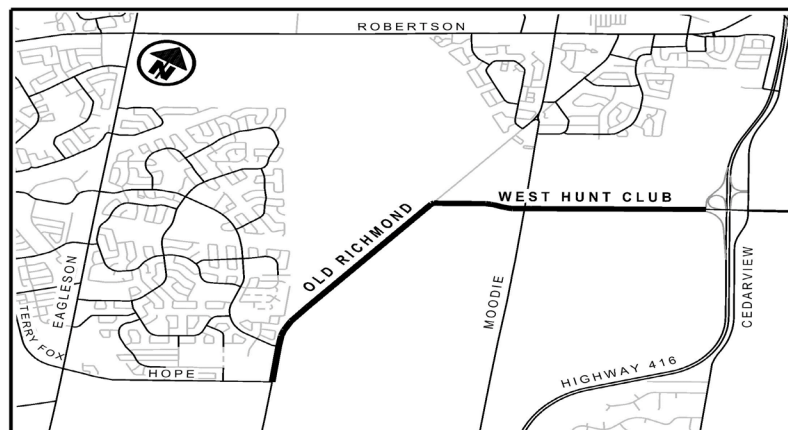 ROBERTSON
N
WEST HUNT CLUB
OLD RICHMOND
EAGLESON
MOODIE
CEDARVIEW
TERRY FOX
HOPE
HIGHWAY 416